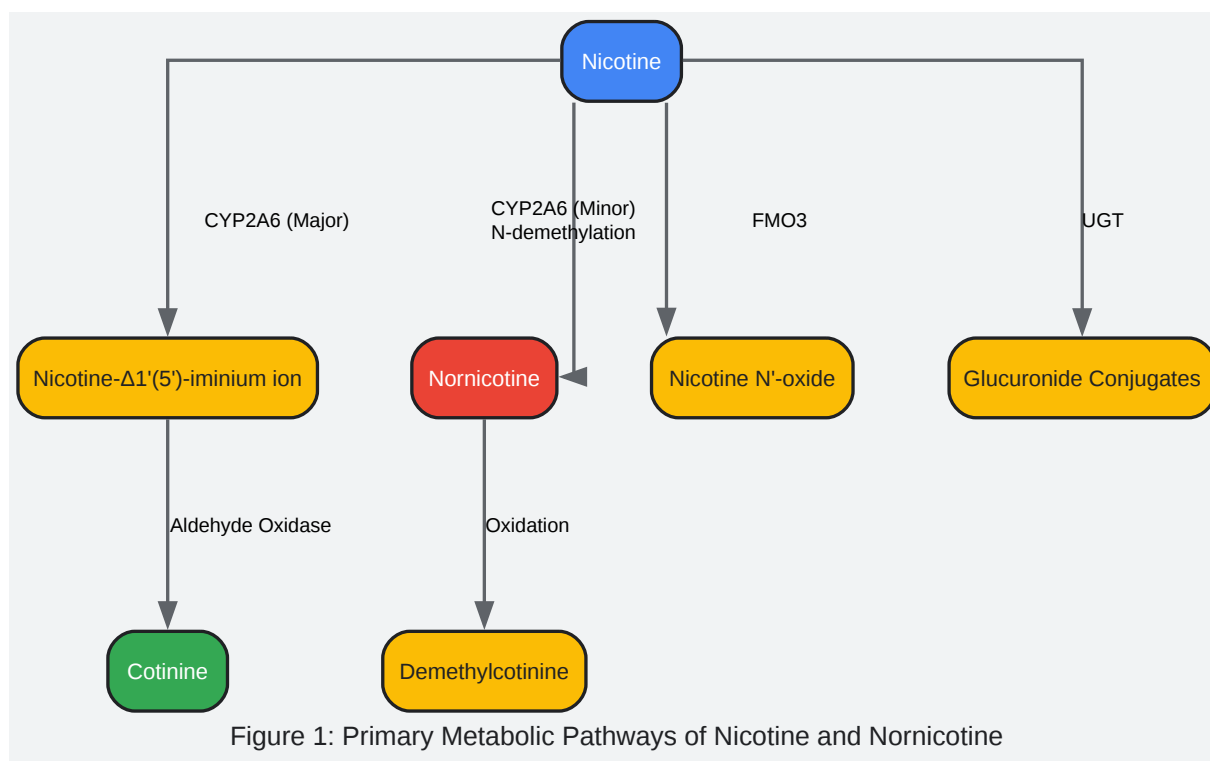 Nicotine
CYP2A6 (Major)
CYP2A6 (Minor)
N-demethylation
FMO3
UGT
Nicotine-Δ1'(5')-iminium ion
Nornicotine
Nicotine N'-oxide
Glucuronide Conjugates
Aldehyde Oxidase
Oxidation
Cotinine
Demethylcotinine
Figure 1: Primary Metabolic Pathways of Nicotine and Nornicotine